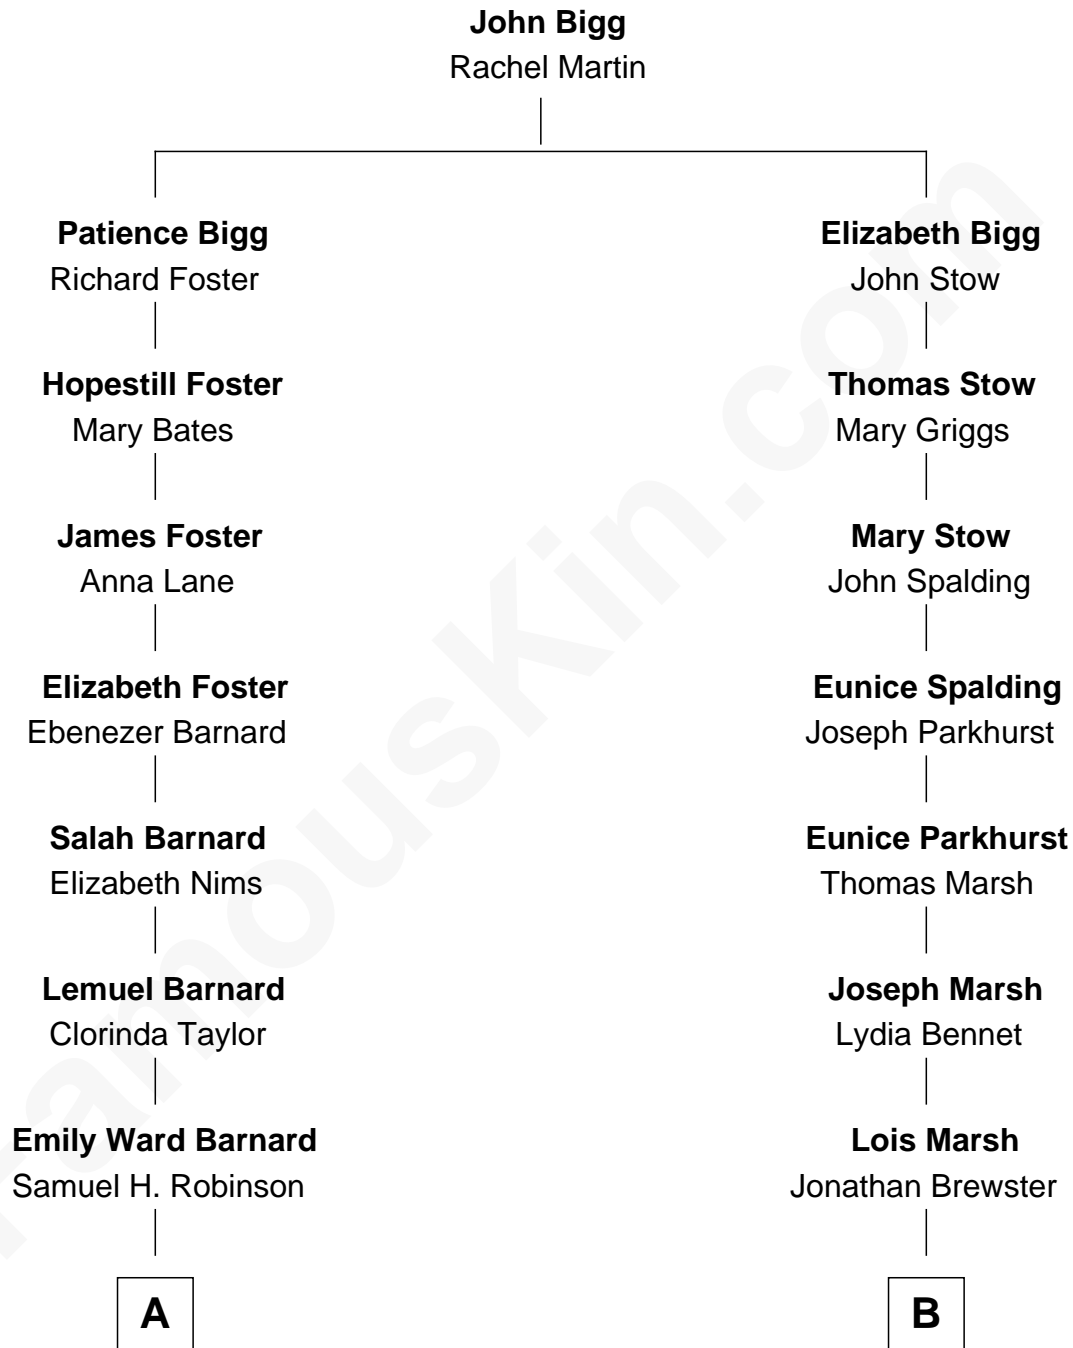 John Bigg
Rachel Martin
Patience Bigg
Richard Foster
Elizabeth Bigg
John Stow
Hopestill Foster
Mary Bates
Thomas Stow
Mary Griggs
James Foster
Anna Lane
Mary Stow
John Spalding
Elizabeth Foster
Ebenezer Barnard
Eunice Spalding
Joseph Parkhurst
Salah Barnard
Elizabeth Nims
Eunice Parkhurst
Thomas Marsh
Lemuel Barnard
Clorinda Taylor
Joseph Marsh
Lydia Bennet
Emily Ward Barnard
Samuel H. Robinson
Lois Marsh
Jonathan Brewster
A
B
FamousKin.com